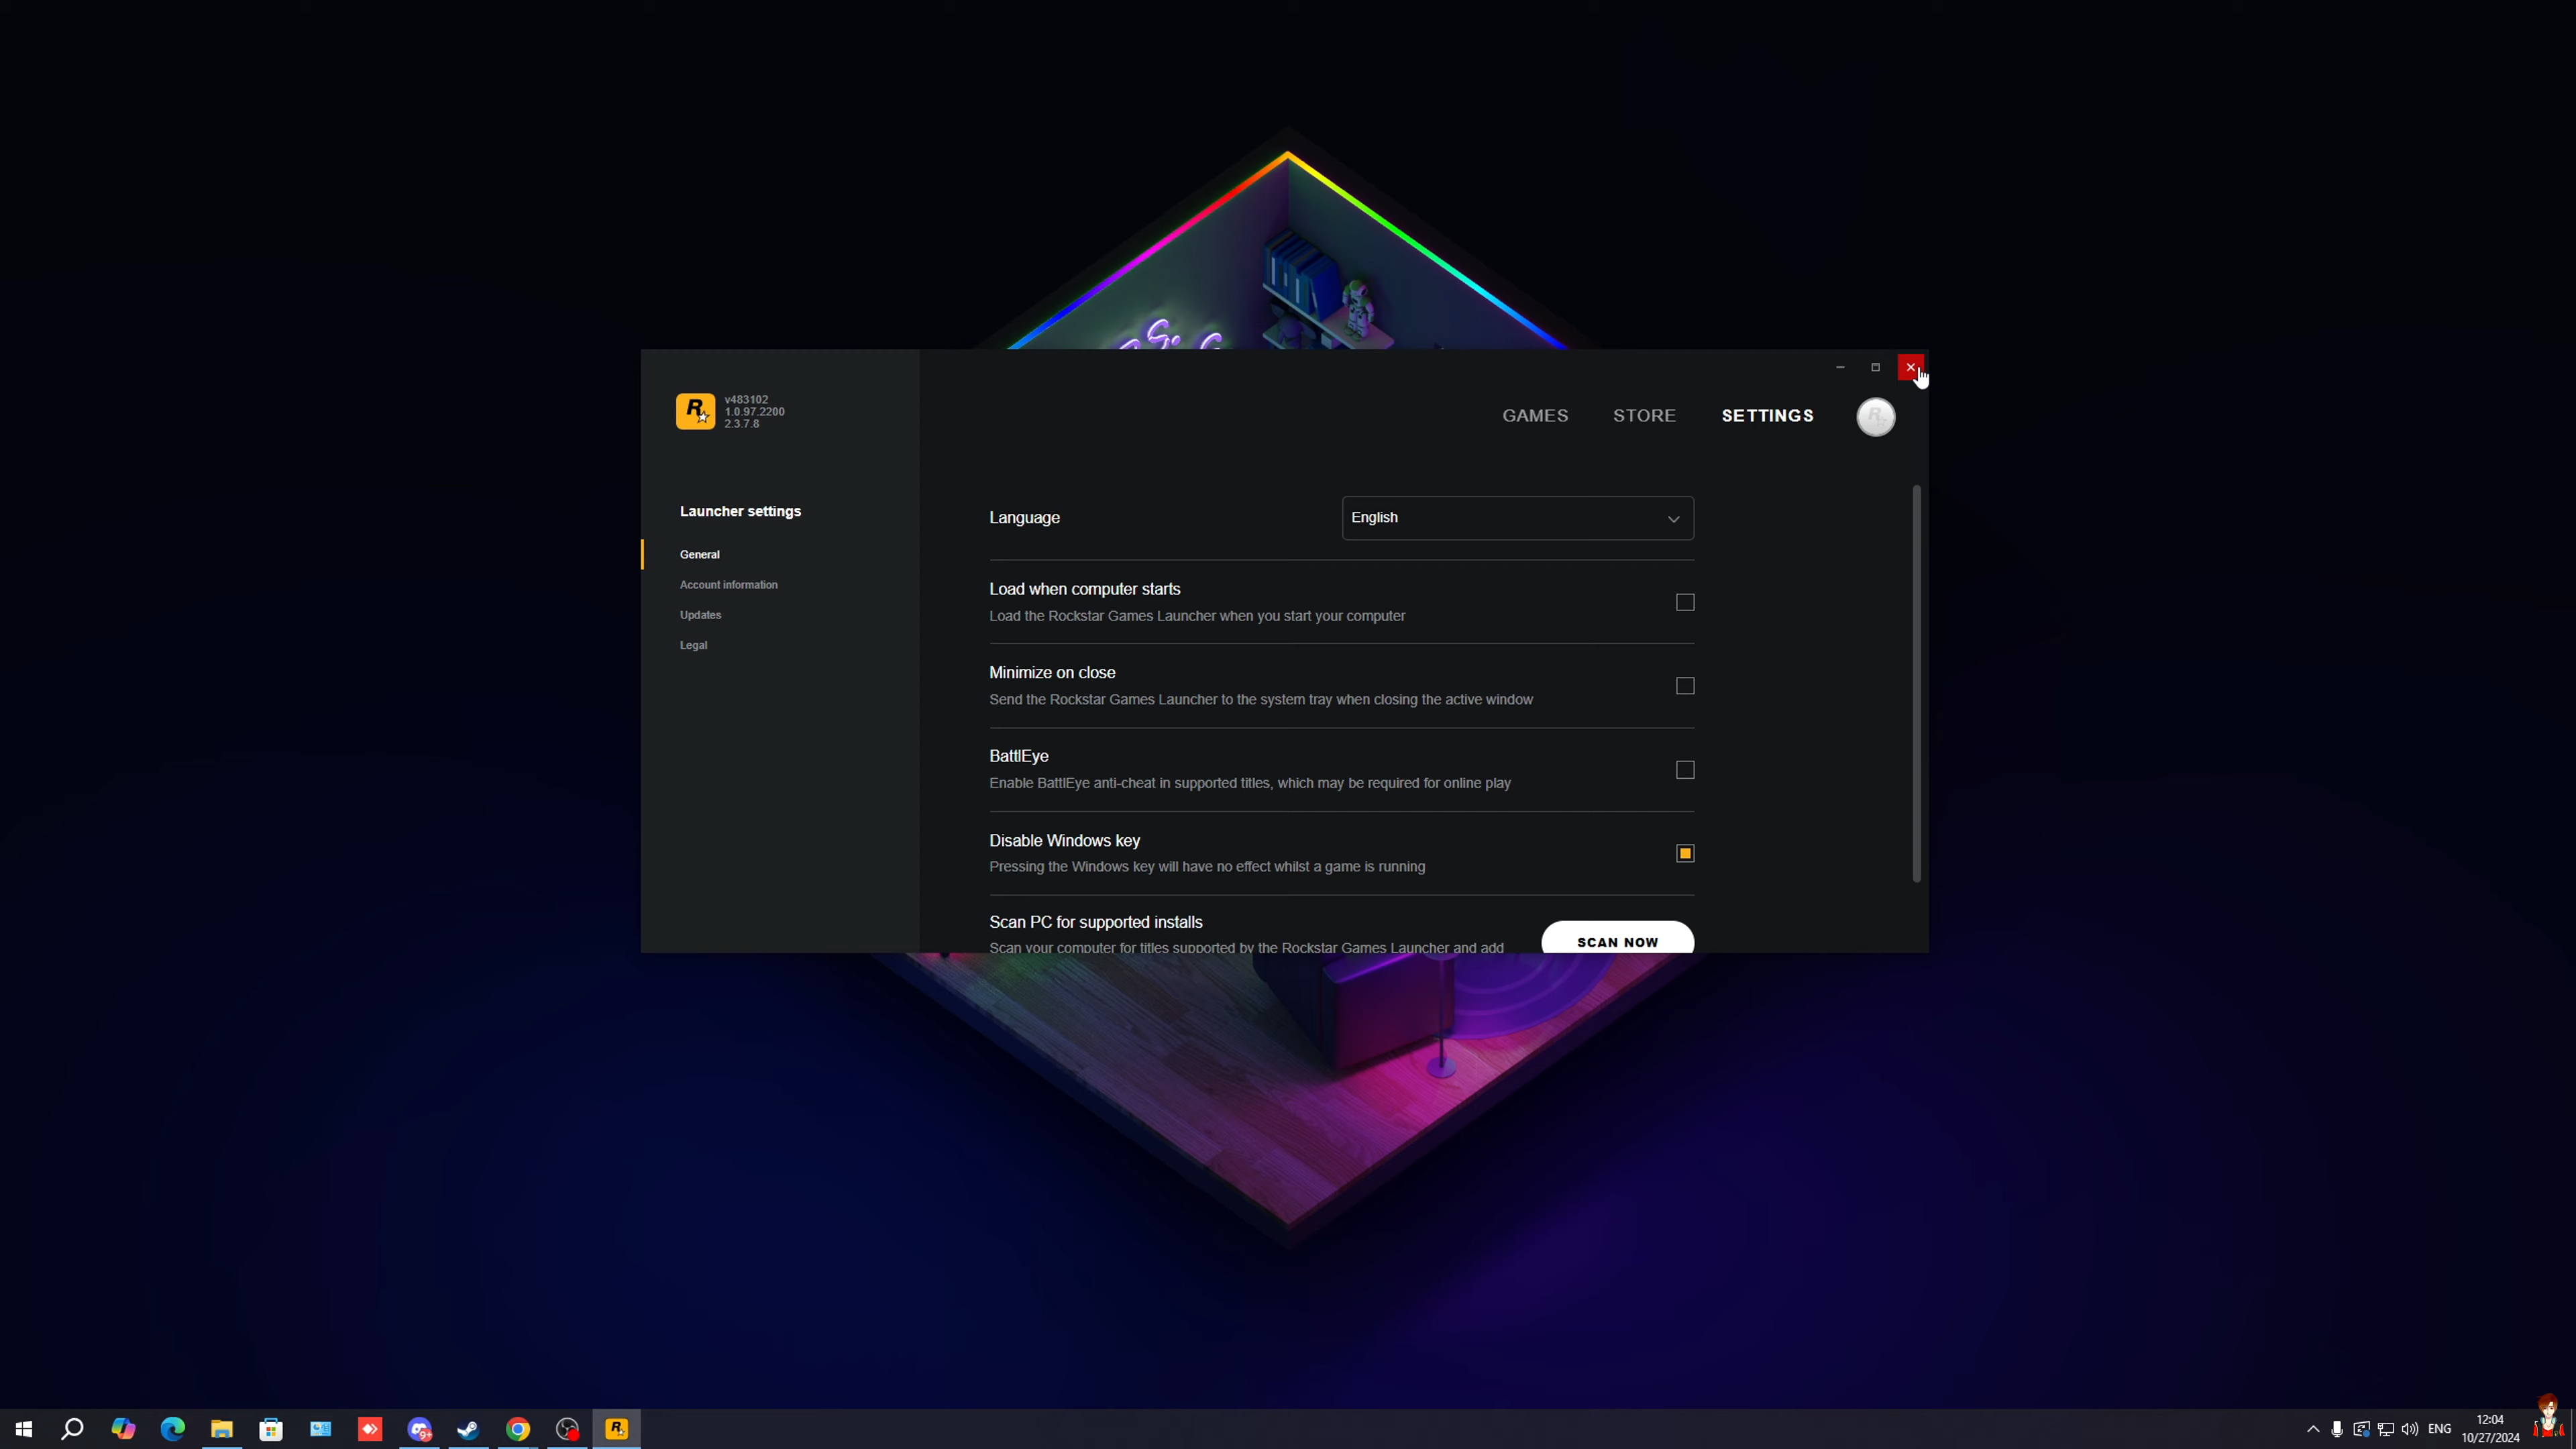 v483102
1.0.97.2200
2.3.7.8
GAMES STORE SETTINGS
Launcher settings
General
Account information
Updates
Legal
Language English
Load when computer starts
Load the Rockstar Games Launcher when you start your computer
Minimize on close
Send the Rockstar Games Launcher to the system tray when closing the active window
BattlEye
Enable BattlEye anti-cheat in supported titles, which may be required for online play
Disable Windows key
Pressing the Windows key will have no effect whilst a game is running
Scan PC for supported installs
Scan your computer for titles supported by the Rockstar Games Launcher and add
SCAN NOW
9+
ENG
12:04
10/27/2024